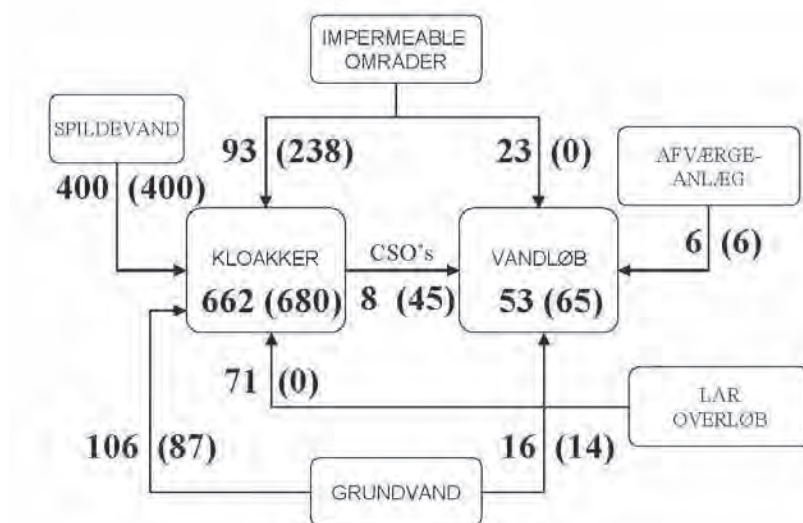 IMPERMEABLE
OMRÅDER
SPILDEVAND
93 (238)
23 (0)
AFVÆRGE-
ANLÆG
400 (400)
6 (6)
KLOAKKER
CSO's
VANDLØB
662 (680)
8 (45)
53 (65)
71 (0)
LAR
OVERLØB
106 (87)
16 (14)
GRUNDVAND